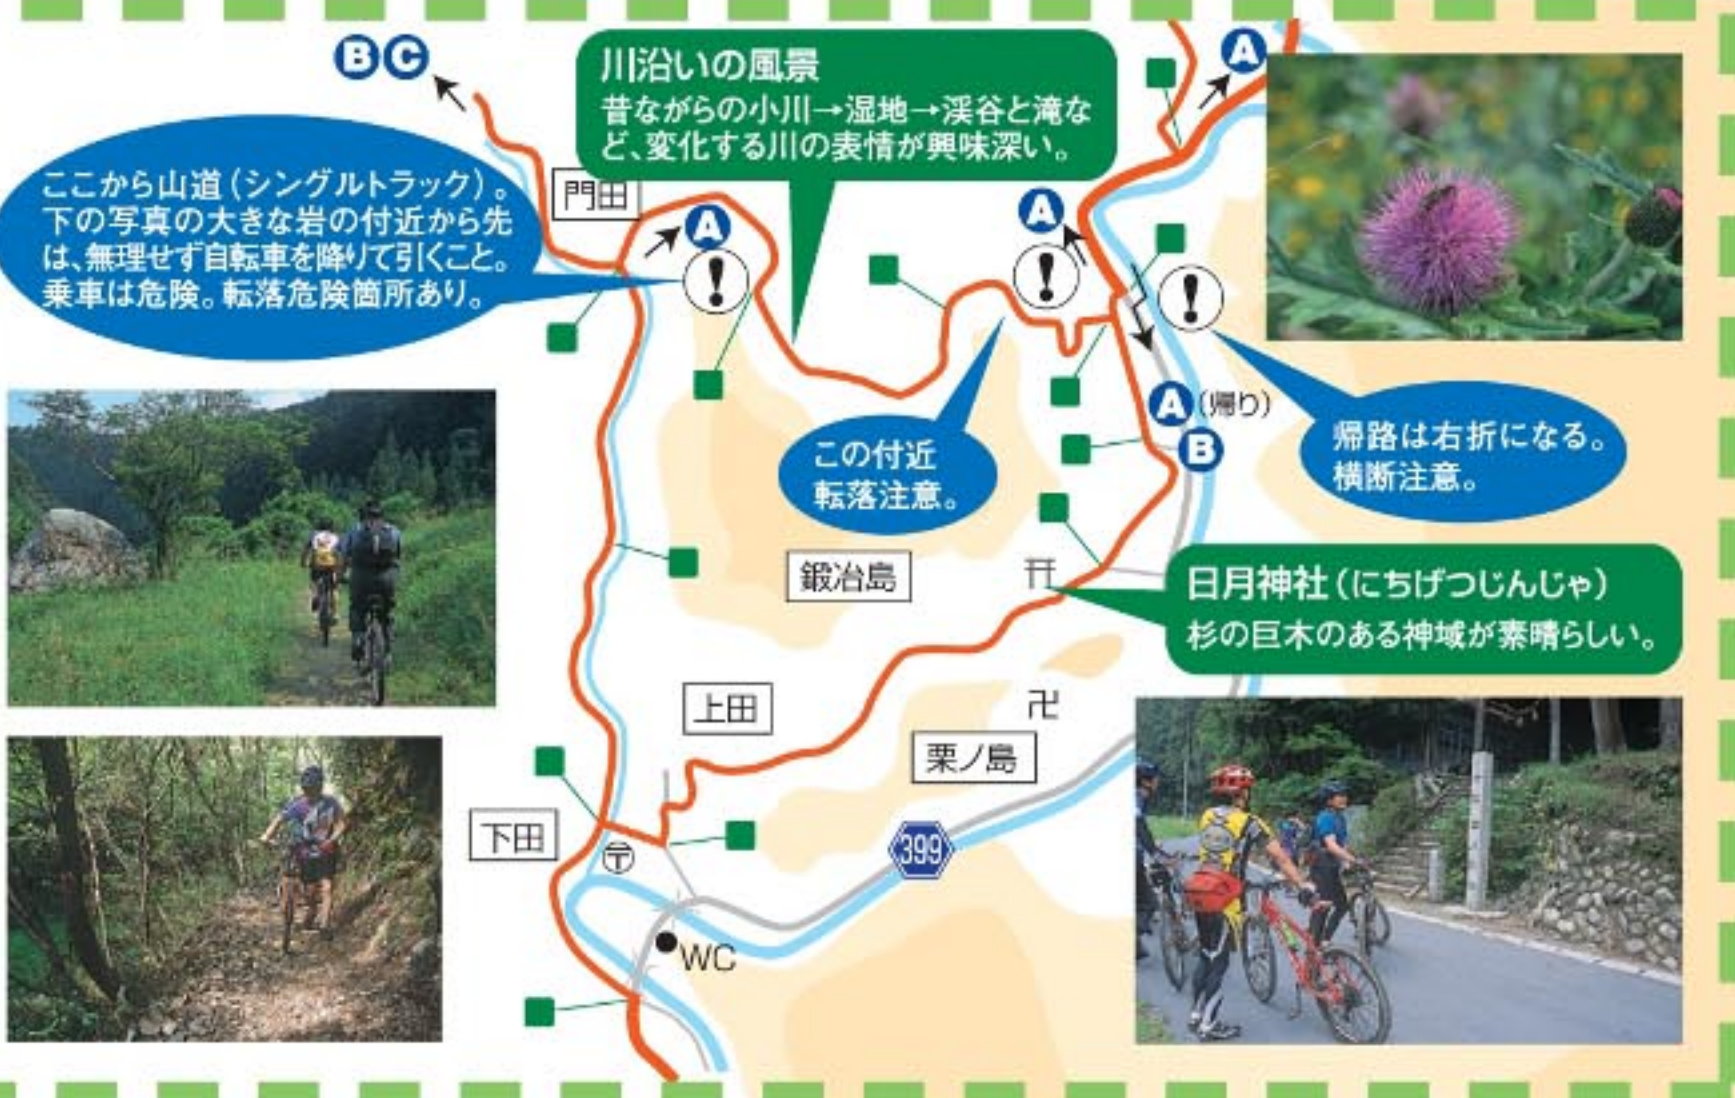 BC
川沿いの風景
昔ながらの小川→湿地→渓谷と滝な
ど、変化する川の表情が興味深い。
A
ここから山道(シングルトラック)。
下の写真の大きな岩の付近から先
は、無理せず自転車を降りて引くこと。
乗車は危険。転落危険箇所あり。
門田
A
!
A
!
!
A(帰り)
B
この付近
転落注意。
帰路は右折になる。
横断注意。
鍛冶島
日月神社(にちげつじんじゃ)
杉の巨木のある神域が素晴らしい。
上田
卍
栗ノ島
下田
〒
399
WC